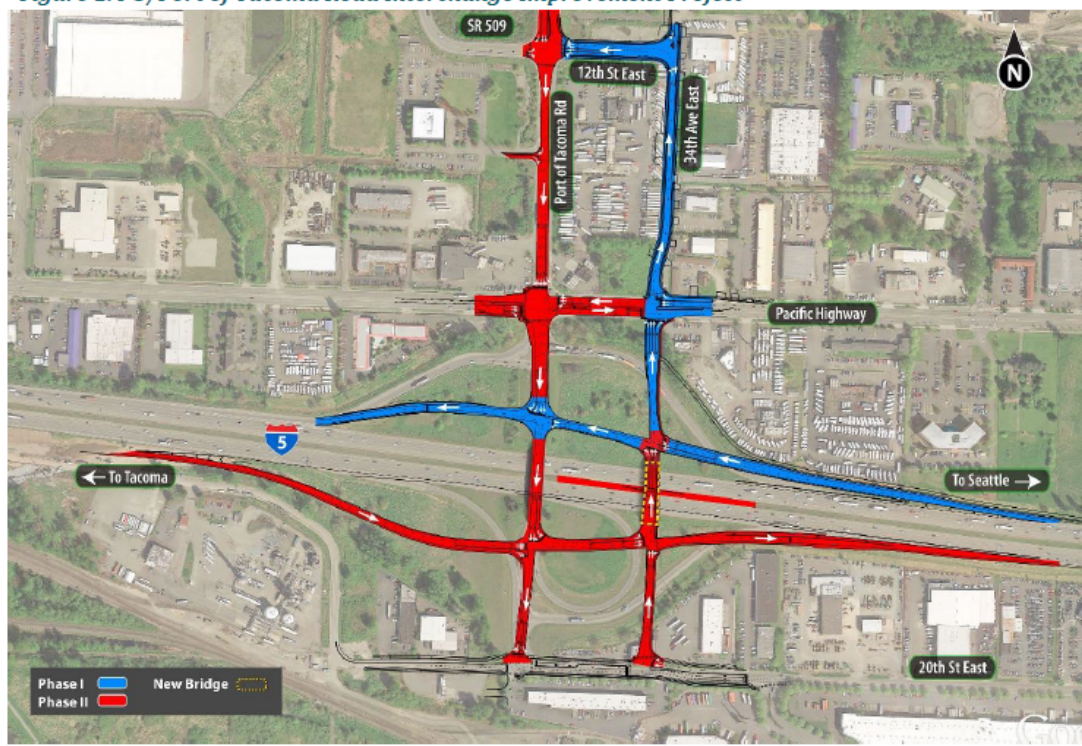 SR 509
12th St East
N
Port of Tacoma Rd
34th Ave East
Pacific Highway
5
To Tacoma
To Seattle
20th St East
Phase I
New Bridge
Phase II